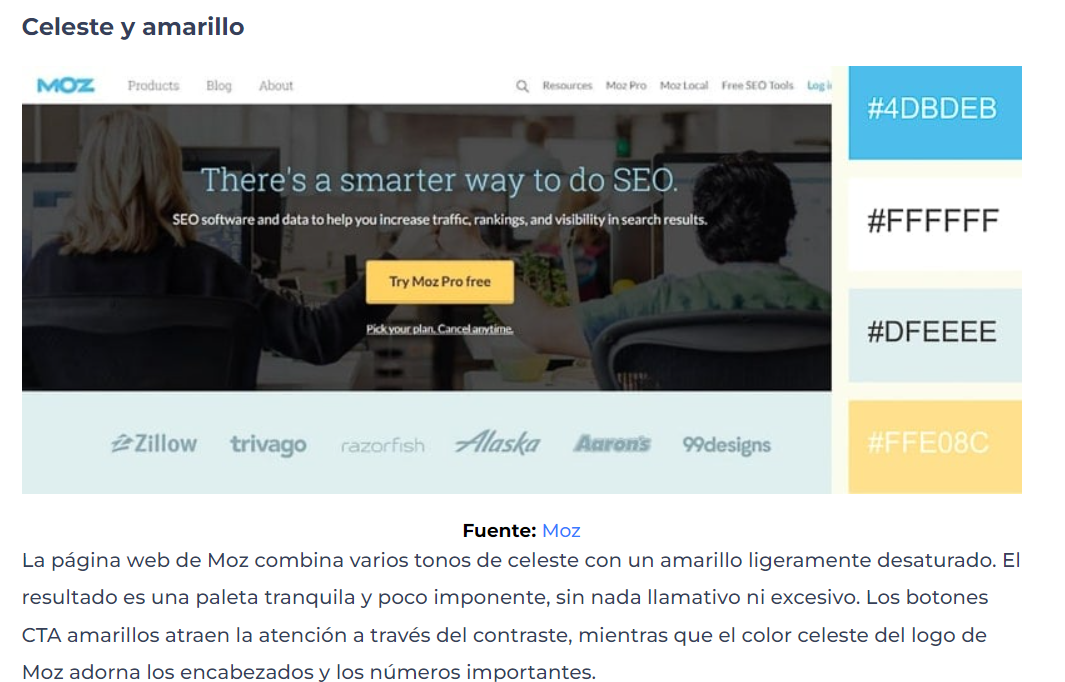 Celeste y amarillo
MOZ Products Blog About Resources Moz Pro Moz Local Free SEO Tools Log in
#4DBDEB
There's a smarter way to do SEO.
SEO software and data to help you increase traffic, rankings, and visibility in search results.
#FFFFFF
Try Moz Pro free
Pick your plan. Cancel anytime.
#DFEEEE
Zillow trivago razorfish Alaska Aaron's 99designs
#FFE08C
Fuente: Moz
La página web de Moz combina varios tonos de celeste con un amarillo ligeramente desaturado. El
resultado es una paleta tranquila y poco imponente, sin nada llamativo ni excesivo. Los botones
CTA amarillos atraen la atención a través del contraste, mientras que el color celeste del logo de
Moz adorna los encabezados y los números importantes.